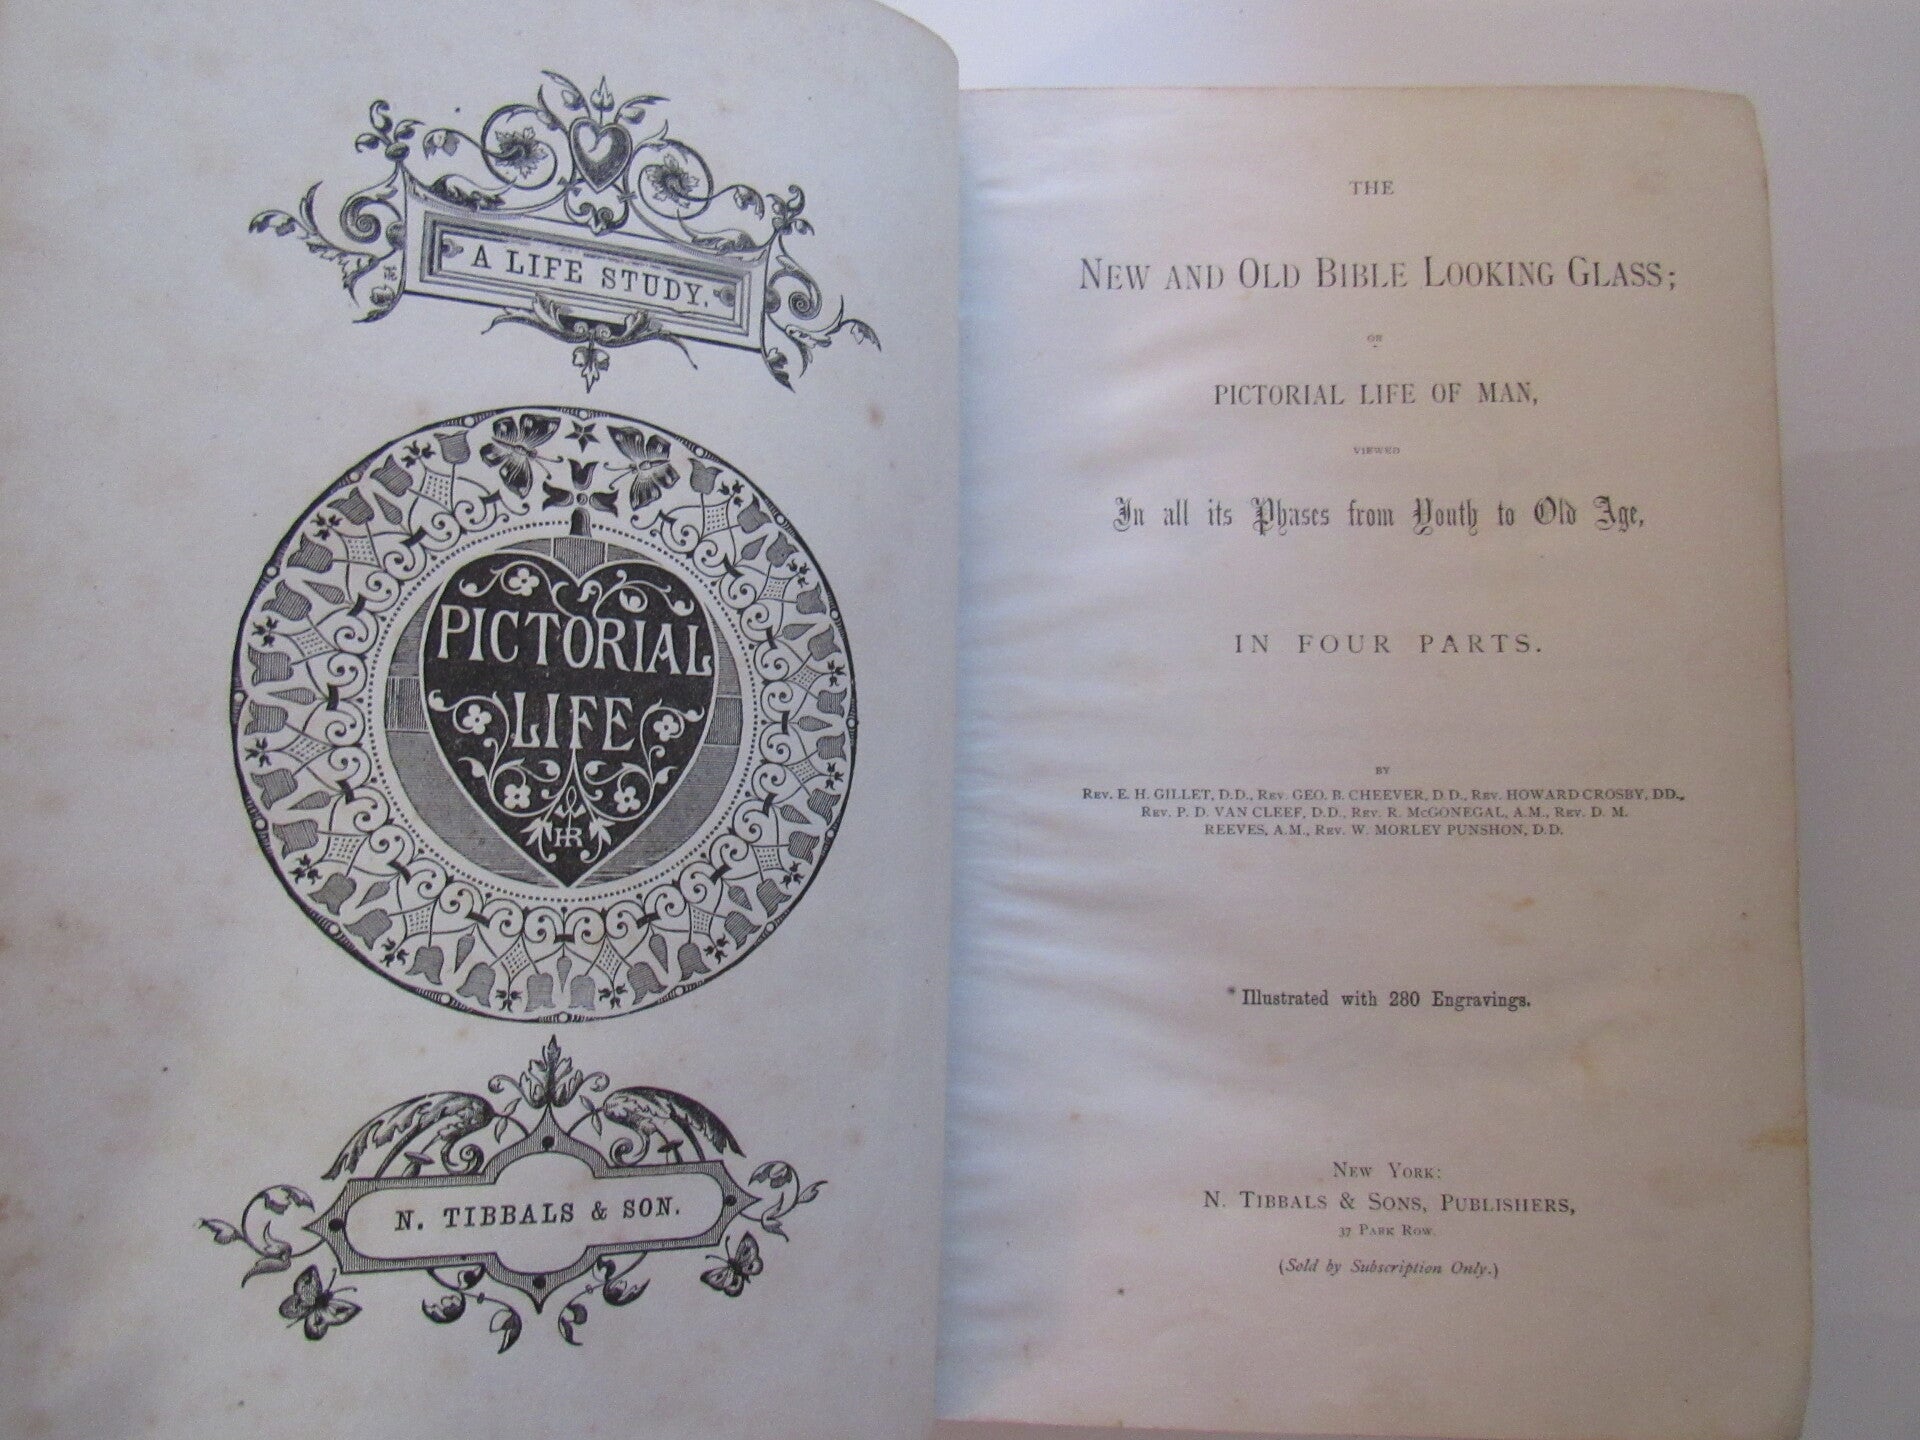 A LIFE STUDY.
PICTORIAL
LIFE
HR
N. TIBBALS & SON.
THE
NEW AND OLD BIBLE LOOKING GLASS;
OR
PICTORIAL LIFE OF MAN,
VIEWED
In all its Phases from Youth to Old Age,
IN FOUR PARTS.
BY
REV. E. H. GILLET, D.D., REV. GEO. B. CHEEVER, D.D., REV. HOWARD CROSBY, DD.,
REV. P. D. VAN CLEEF, D.D., REV. R. McGONEGAL, A.M., REV. D. M.
REEVES, A.M., REV. W. MORLEY PUNSHON, D.D.
Illustrated with 280 Engravings.
NEW YORK:
N. TIBBALS & SONS, PUBLISHERS,
37 PARK ROW.
(Sold by Subscription Only.)